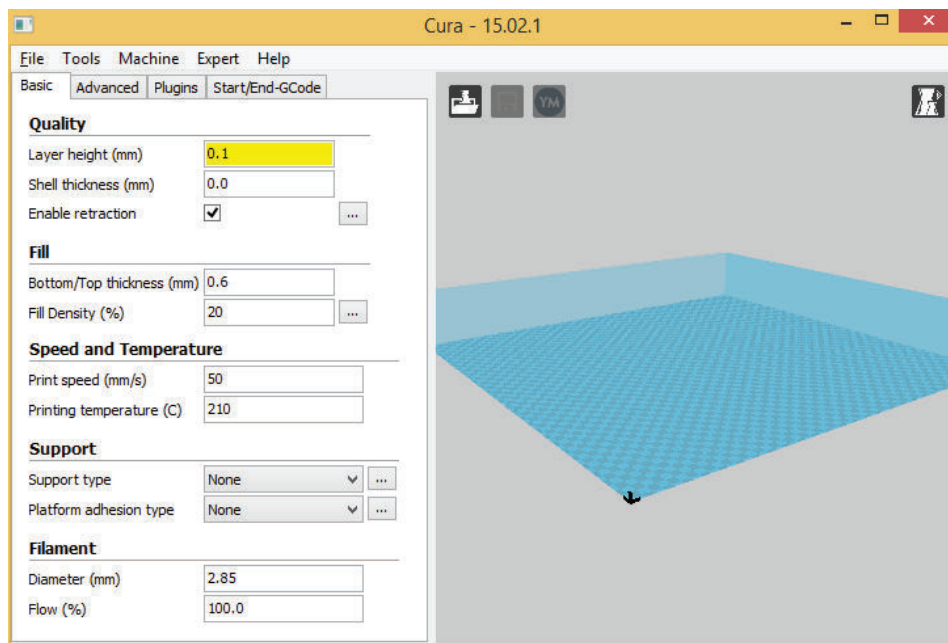 Cura - 15.02.1
File Tools Machine Expert Help
Basic Advanced Plugins Start/End-GCode
Quality
Layer height (mm) 0.1
Shell thickness (mm) 0.0
Enable retraction ...
Fill
Bottom/Top thickness (mm) 0.6
Fill Density (%) 20 ...
Speed and Temperature
Print speed (mm/s) 50
Printing temperature (C) 210
Support
Support type None ...
Platform adhesion type None ...
Filament
Diameter (mm) 2.85
Flow (%) 100.0
YM